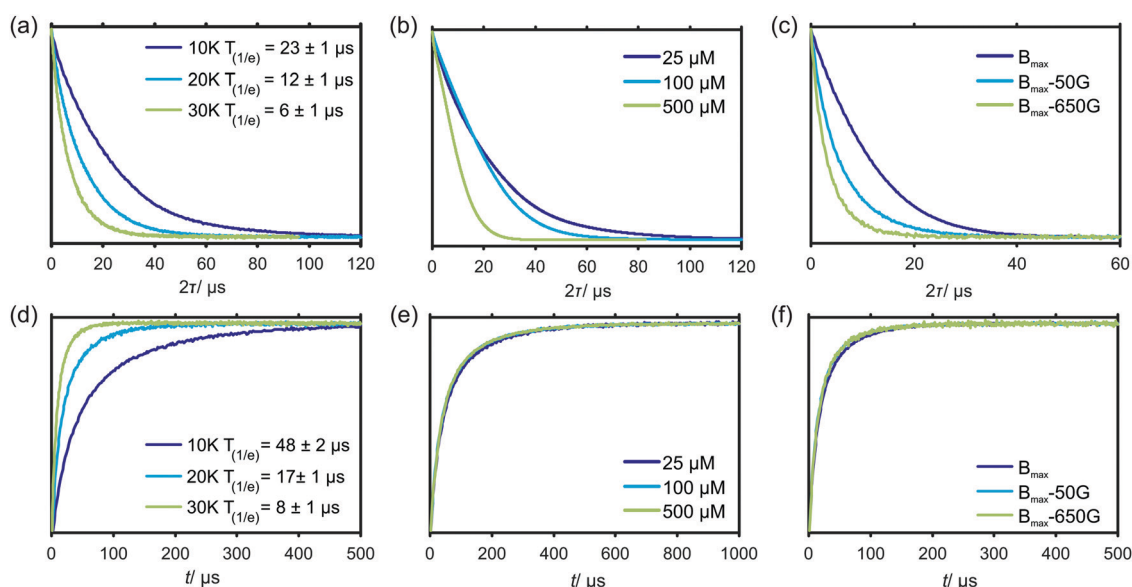 (a)
10K T(1/e) = 23 ± 1 µs
20K T(1/e) = 12 ± 1 µs
30K T(1/e) = 6 ± 1 µs
0 20 40 60 80 100 120
2τ/ µs
(b)
25 µM
100 µM
500 µM
0 20 40 60 80 100 120
2τ/ µs
(c)
Bmax
Bmax-50G
Bmax-650G
0 20 40 60
2τ/ µs
(d)
10K T(1/e) = 48 ± 2 µs
20K T(1/e) = 17± 1 µs
30K T(1/e) = 8 ± 1 µs
0 100 200 300 400 500
t/ µs
(e)
25 µM
100 µM
500 µM
0 200 400 600 800 1000
t/ µs
(f)
Bmax
Bmax-50G
Bmax-650G
0 100 200 300 400 500
t/ µs